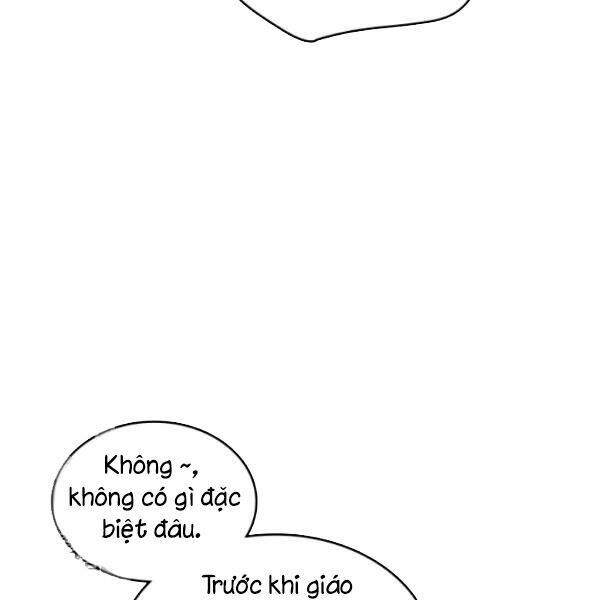 Không ~,
không có gì đặc
biệt đâu.
Trước khi giáo